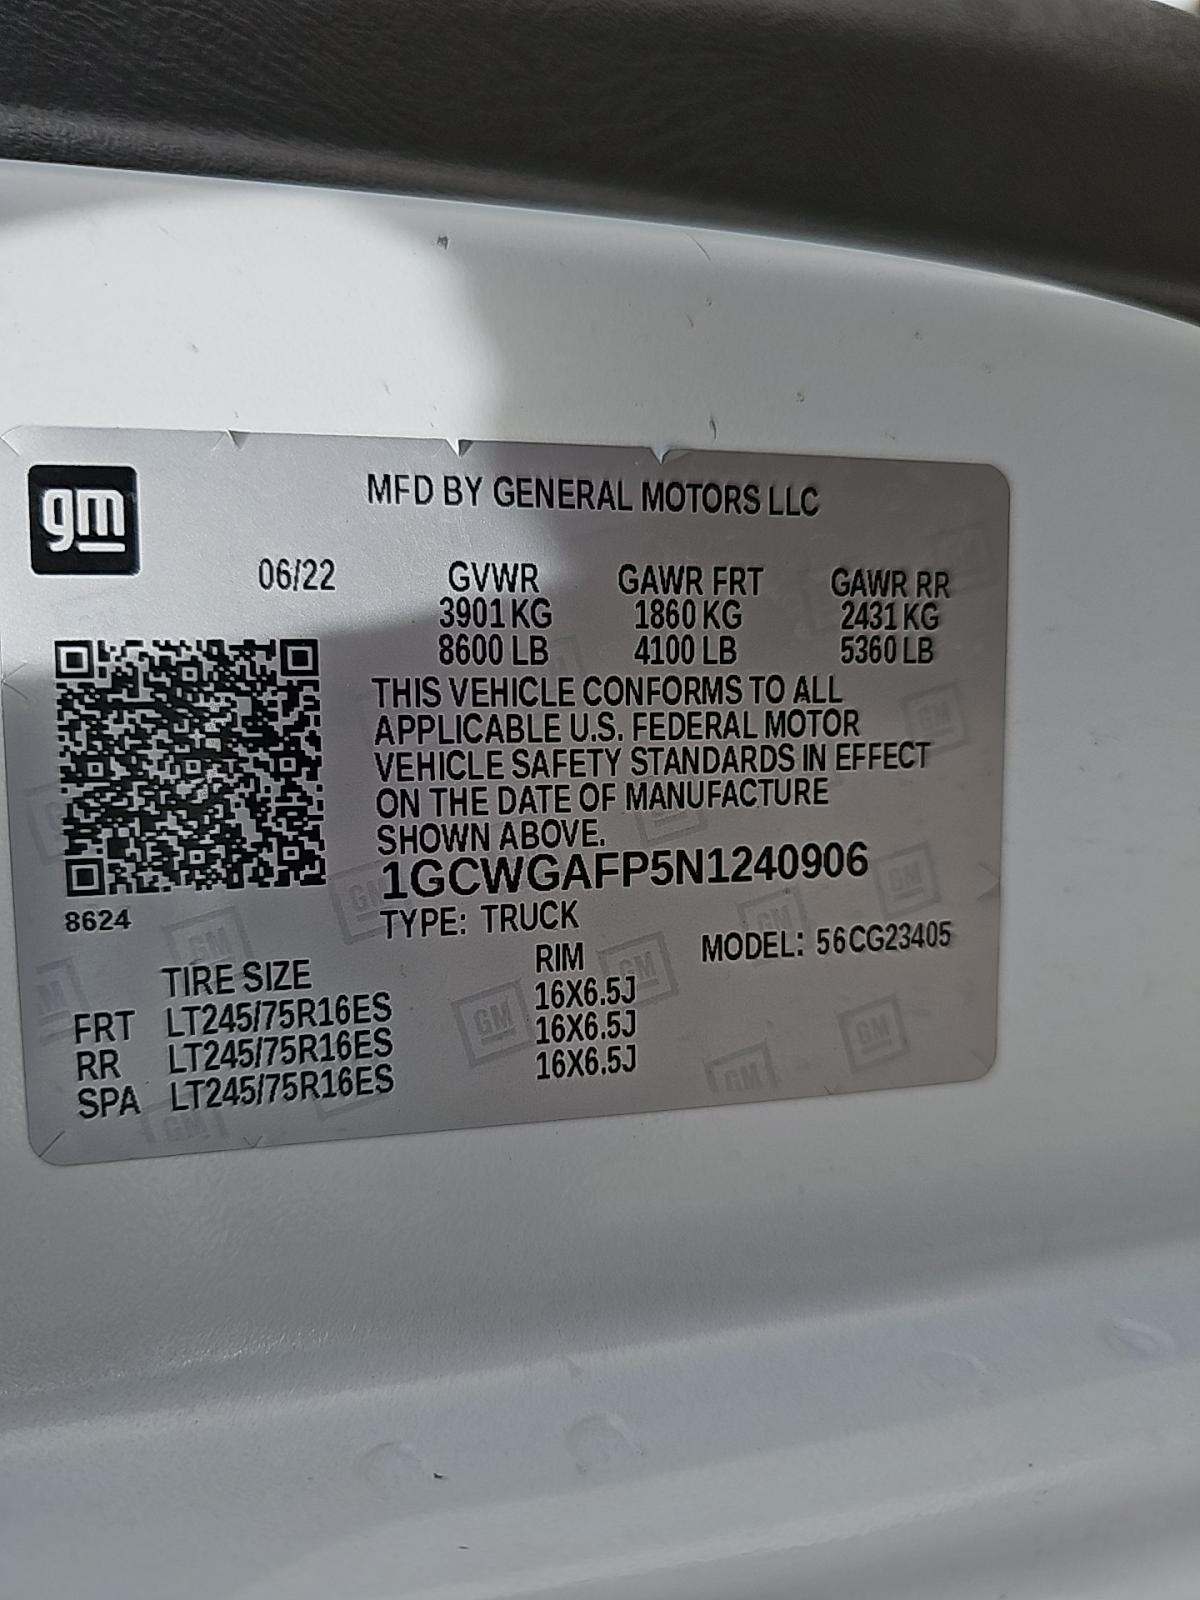 gm
MFD BY GENERAL MOTORS LLC
06/22 GVWR GAWR FRT GAWR RR
3901 KG 1860 KG 2431 KG
8600 LB 4100 LB 5360 LB
THIS VEHICLE CONFORMS TO ALL
APPLICABLE U.S. FEDERAL MOTOR
VEHICLE SAFETY STANDARDS IN EFFECT
ON THE DATE OF MANUFACTURE
SHOWN ABOVE.
1GCWGAFP5N1240906
8624
TYPE: TRUCK
MODEL: 56CG23405
TIRE SIZE RIM
FRT LT245/75R16ES 16X6.5J
RR LT245/75R16ES 16X6.5J
SPA LT245/75R16ES 16X6.5J